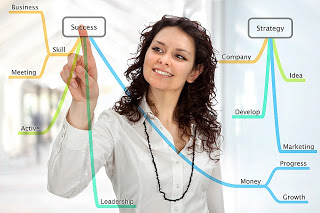 Business
Success
Strategy
Skill
Company
Meeting
Idea
Develop
Active
Marketing
Progress
Money
Leadership
Growth